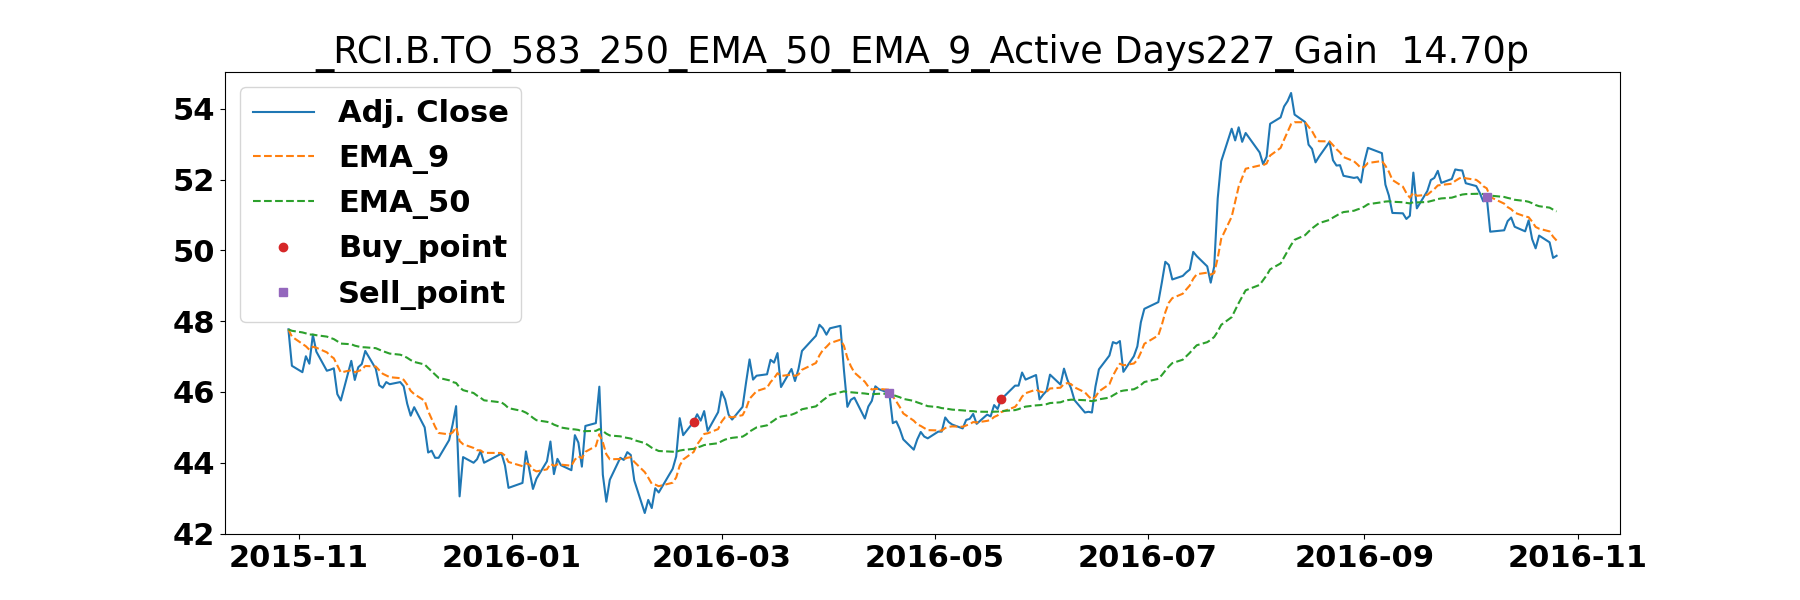 _RCI.B.TO_583_250_EMA_50_EMA_9_Active Days227_Gain  14.70p
Adj. Close
EMA_9
EMA_50
Buy_point
Sell_point
54
52
50
48
46
44
42
2015-11 2016-01 2016-03 2016-05 2016-07 2016-09 2016-11